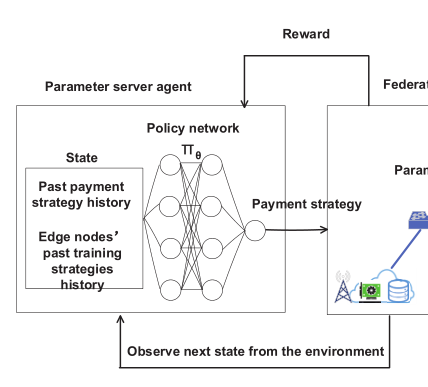 Reward
Parameter server agent
Federat
Policy network
πθ
State
Param
Past payment
strategy history
Payment strategy
Edge nodes’
past training
strategies
history
Observe next state from the environment